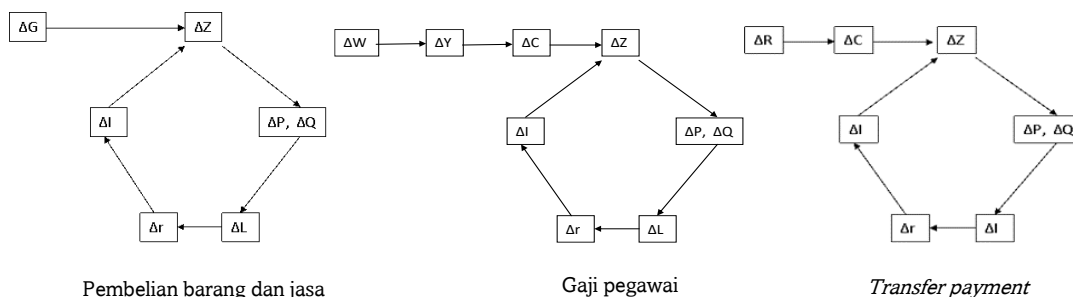 ΔG ΔZ
ΔI ΔP, ΔQ
Δr ΔL
Pembelian barang dan jasa
ΔW ΔY ΔC ΔZ
ΔI ΔP, ΔQ
Δr ΔL
Gaji pegawai
ΔR ΔC ΔZ
ΔI ΔP, ΔQ
Δr ΔI
Transfer payment